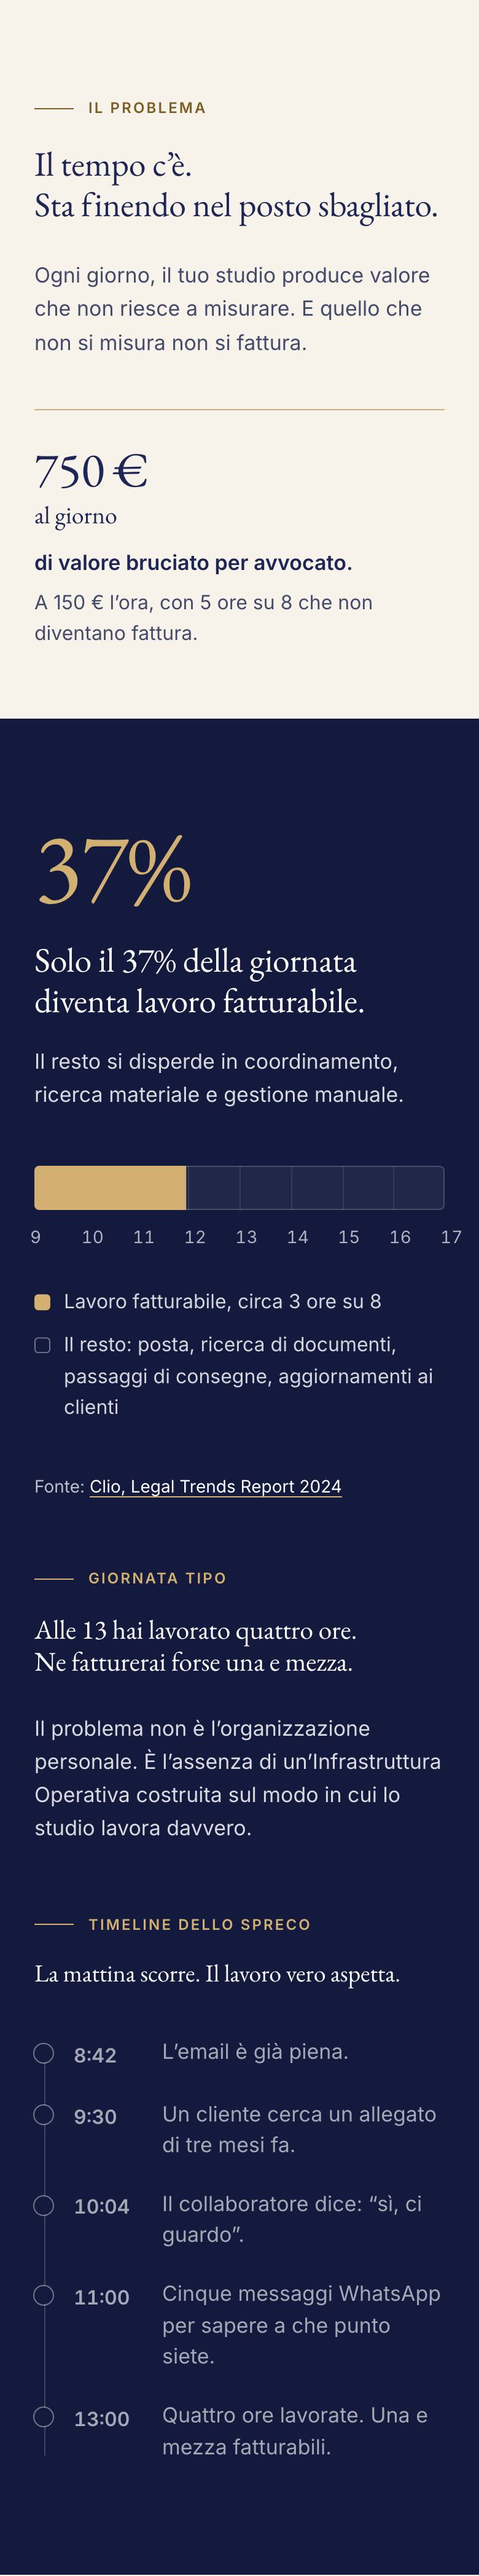 IL PROBLEMA
Il tempo c’è.
Sta finendo nel posto sbagliato.
Ogni giorno, il tuo studio produce valore
che non riesce a misurare. E quello che
non si misura non si fattura.
750 €
al giorno
di valore bruciato per avvocato.
A 150 € l’ora, con 5 ore su 8 che non
diventano fattura.
37%
Solo il 37% della giornata
diventa lavoro fatturabile.
Il resto si disperde in coordinamento,
ricerca materiale e gestione manuale.
9 10 11 12 13 14 15 16 17
Lavoro fatturabile, circa 3 ore su 8
Il resto: posta, ricerca di documenti,
passaggi di consegne, aggiornamenti ai
clienti
Fonte: Clio, Legal Trends Report 2024
GIORNATA TIPO
Alle 13 hai lavorato quattro ore.
Ne fatturerai forse una e mezza.
Il problema non è l’organizzazione
personale. È l’assenza di un’Infrastruttura
Operativa costruita sul modo in cui lo
studio lavora davvero.
TIMELINE DELLO SPRECO
La mattina scorre. Il lavoro vero aspetta.
8:42 L’email è già piena.
9:30 Un cliente cerca un allegato
di tre mesi fa.
10:04 Il collaboratore dice: “sì, ci
guardo”.
11:00 Cinque messaggi WhatsApp
per sapere a che punto
siete.
13:00 Quattro ore lavorate. Una e
mezza fatturabili.